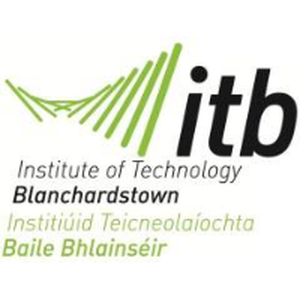 itb
Institute of Technology
Blanchardstown
Institiúid Teicneolaíochta
Baile Bhlainséir